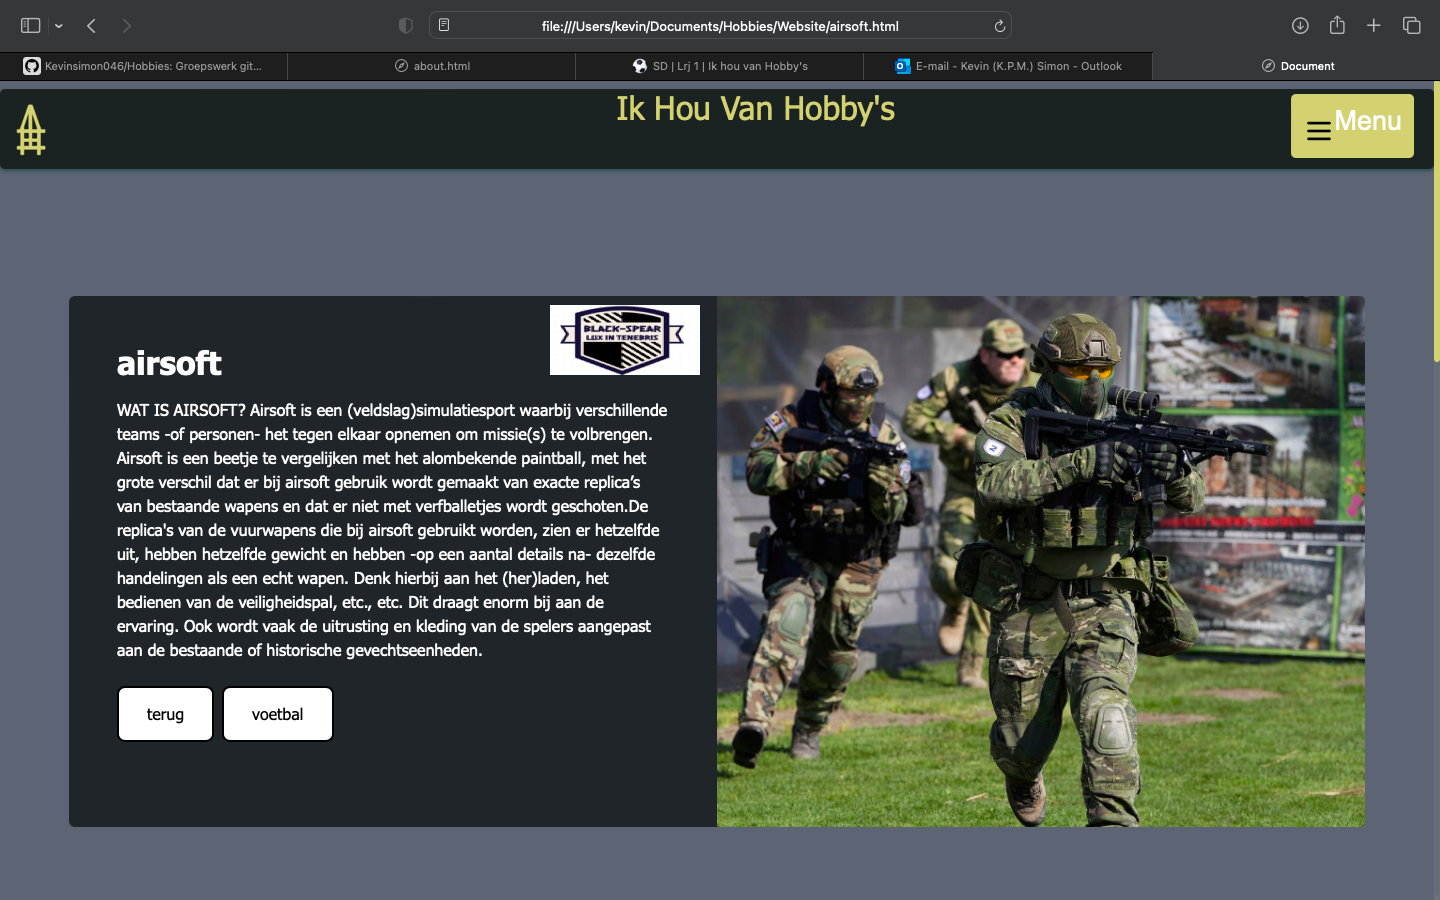 file:///Users/kevin/Documents/Hobbies/Website/airsoft.html
Kevinsimon046/Hobbies: Groepswerk git...
about.html
SD | Lrj 1 | Ik hou van Hobby's
E-mail - Kevin (K.P.M.) Simon - Outlook
Document
Ik Hou Van Hobby's
Menu
BLACK-SPEAR
LUX IN TENEBRIS
airsoft
WAT IS AIRSOFT? Airsoft is een (veldslag)simulatiesport waarbij verschillende
teams -of personen- het tegen elkaar opnemen om missie(s) te volbrengen.
Airsoft is een beetje te vergelijken met het alombekende paintball, met het
grote verschil dat er bij airsoft gebruik wordt gemaakt van exacte replica’s
van bestaande wapens en dat er niet met verfballetjes wordt geschoten.De
replica's van de vuurwapens die bij airsoft gebruikt worden, zien er hetzelfde
uit, hebben hetzelfde gewicht en hebben -op een aantal details na- dezelfde
handelingen als een echt wapen. Denk hierbij aan het (her)laden, het
bedienen van de veiligheidspal, etc., etc. Dit draagt enorm bij aan de
ervaring. Ook wordt vaak de uitrusting en kleding van de spelers aangepast
aan de bestaande of historische gevechtseenheden.
terug
voetbal